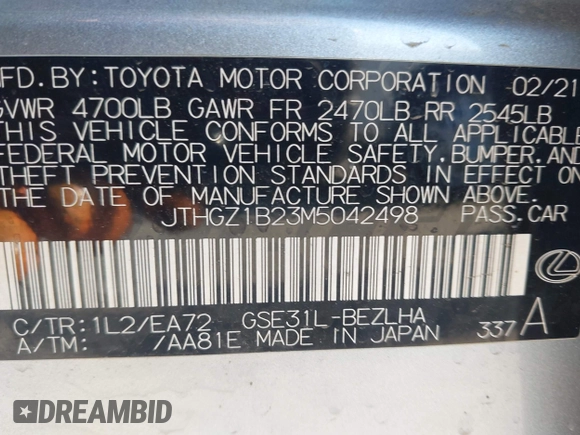 MFD. BY: TOYOTA MOTOR CORPORATION 02/21
GVWR 4700LB GAWR FR 2470LB RR 2545LB
THIS VEHICLE CONFORMS TO ALL APPLICABLE
FEDERAL MOTOR VEHICLE SAFETY, BUMPER, AND
THEFT PREVENTION STANDARDS IN EFFECT ON
THE DATE OF MANUFACTURE SHOWN ABOVE.
JTHGZ1B23M5042498 PASS. CAR
C/TR: 1L2/EA72 GSE31L-BEZLHA
A/TM: /AA81E MADE IN JAPAN 337 A
DREAMBID